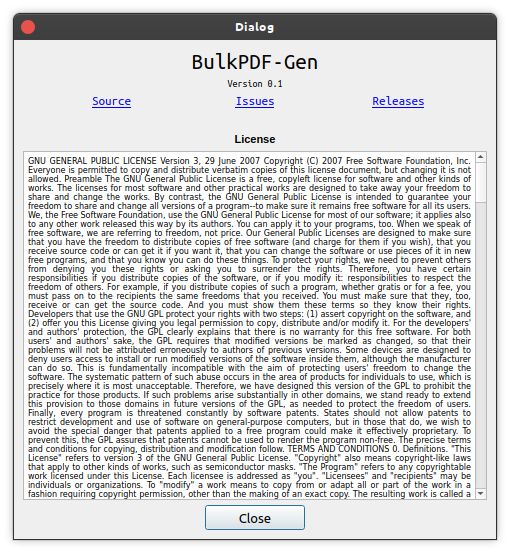 Dialog
BulkPDF-Gen
Version 0.1
Source Issues Releases
License
GNU GENERAL PUBLIC LICENSE Version 3, 29 June 2007 Copyright (C) 2007 Free Software Foundation, Inc.
Everyone is permitted to copy and distribute verbatim copies of this license document, but changing it is not
allowed. Preamble The GNU General Public License is a free, copyleft license for software and other kinds of
works. The licenses for most software and other practical works are designed to take away your freedom to
share and change the works. By contrast, the GNU General Public License is intended to guarantee your
freedom to share and change all versions of a program--to make sure it remains free software for all its users.
We, the Free Software Foundation, use the GNU General Public License for most of our software; it applies also
to any other work released this way by its authors. You can apply it to your programs, too. When we speak of
free software, we are referring to freedom, not price. Our General Public Licenses are designed to make sure
that you have the freedom to distribute copies of free software (and charge for them if you wish), that you
receive source code or can get it if you want it, that you can change the software or use pieces of it in new
free programs, and that you know you can do these things. To protect your rights, we need to prevent others
from denying you these rights or asking you to surrender the rights. Therefore, you have certain
responsibilities if you distribute copies of the software, or if you modify it: responsibilities to respect the
freedom of others. For example, if you distribute copies of such a program, whether gratis or for a fee, you
must pass on to the recipients the same freedoms that you received. You must make sure that they, too,
receive or can get the source code. And you must show them these terms so they know their rights.
Developers that use the GNU GPL protect your rights with two steps: (1) assert copyright on the software, and
(2) offer you this License giving you legal permission to copy, distribute and/or modify it. For the developers'
and authors' protection, the GPL clearly explains that there is no warranty for this free software. For both
users' and authors' sake, the GPL requires that modified versions be marked as changed, so that their
problems will not be attributed erroneously to authors of previous versions. Some devices are designed to
deny users access to install or run modified versions of the software inside them, although the manufacturer
can do so. This is fundamentally incompatible with the aim of protecting users' freedom to change the
software. The systematic pattern of such abuse occurs in the area of products for individuals to use, which is
precisely where it is most unacceptable. Therefore, we have designed this version of the GPL to prohibit the
practice for those products. If such problems arise substantially in other domains, we stand ready to extend
this provision to those domains in future versions of the GPL, as needed to protect the freedom of users.
Finally, every program is threatened constantly by software patents. States should not allow patents to
restrict development and use of software on general-purpose computers, but in those that do, we wish to
avoid the special danger that patents applied to a free program could make it effectively proprietary. To
prevent this, the GPL assures that patents cannot be used to render the program non-free. The precise terms
and conditions for copying, distribution and modification follow. TERMS AND CONDITIONS 0. Definitions. "This
License" refers to version 3 of the GNU General Public License. "Copyright" also means copyright-like laws
that apply to other kinds of works, such as semiconductor masks. "The Program" refers to any copyrightable
work licensed under this License. Each licensee is addressed as "you". "Licensees" and "recipients" may be
individuals or organizations. To "modify" a work means to copy from or adapt all or part of the work in a
fashion requiring copyright permission, other than the making of an exact copy. The resulting work is called a
Close